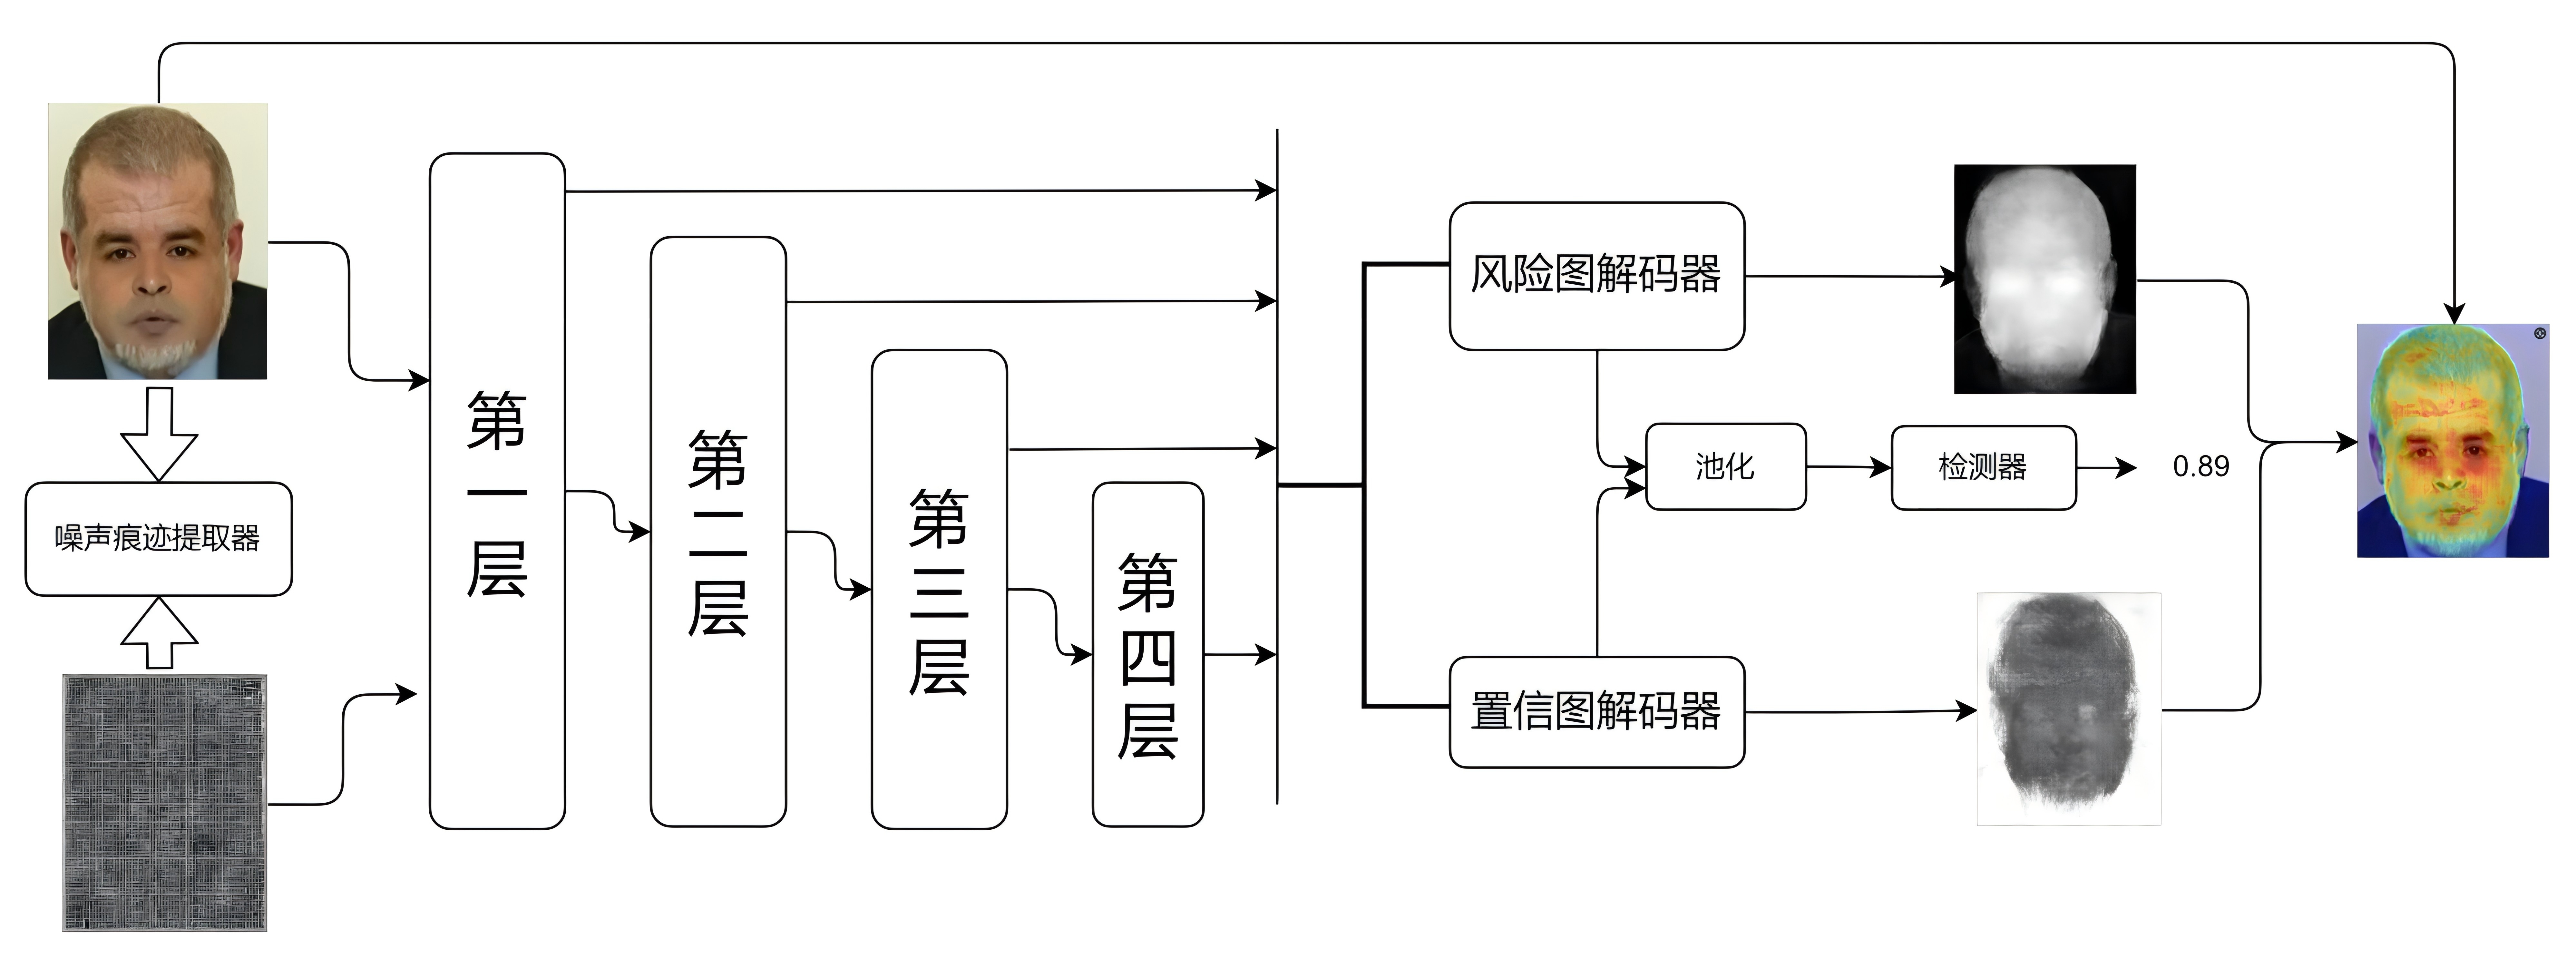 噪声痕迹提取器
第一层
第二层
第三层
第四层
风险图解码器
池化
检测器
0.89
置信图解码器